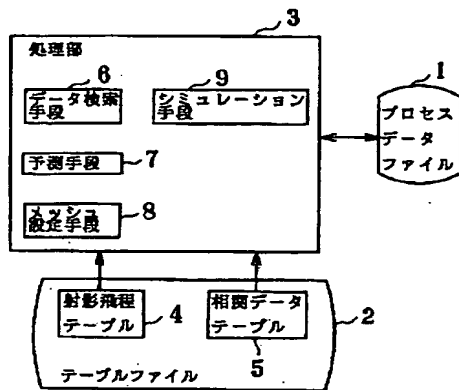 3
処理部
6
データ検索
手段
9
シミュレーション
手段
1
プロセス
データ
ファイル
予測手段
7
メッシュ
設定手段
8
射影飛程
テーブル
4
相関データ
テーブル
5
2
テーブルファイル